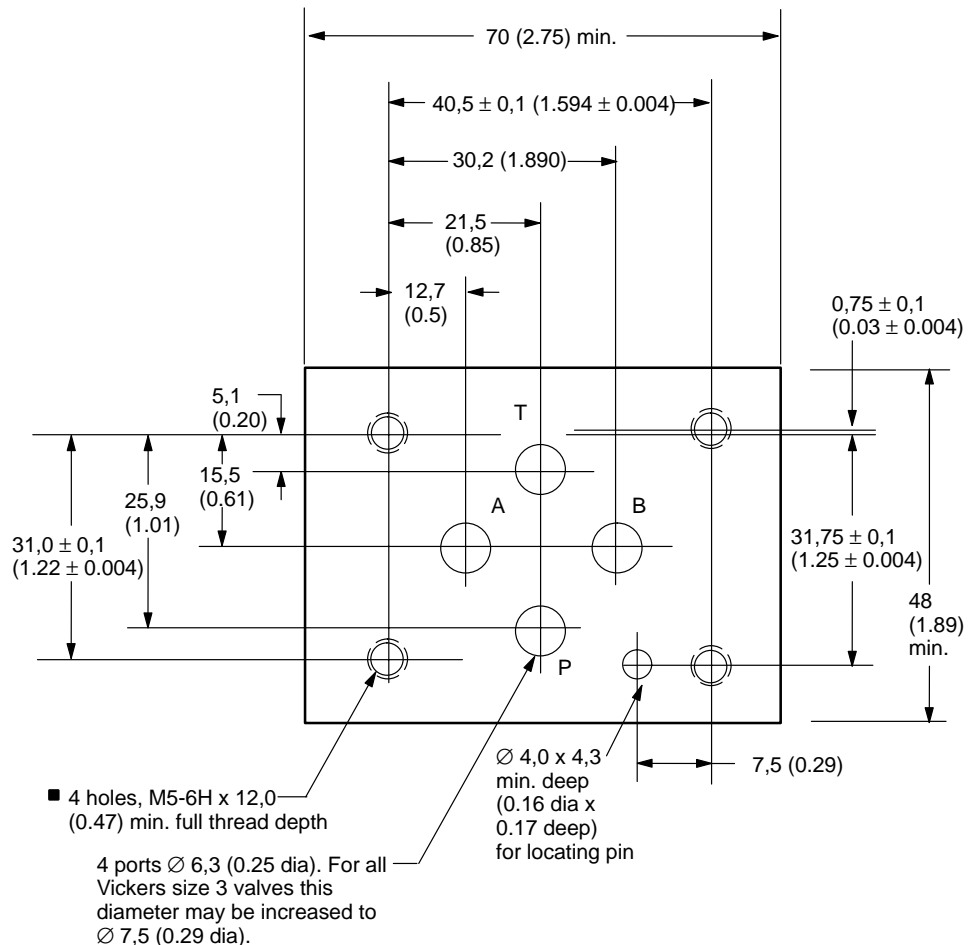 70 (2.75) min.
40,5 ± 0,1 (1.594 ± 0.004)
30,2 (1.890)
21,5
(0.85)
12,7
(0.5)
0,75 ± 0,1
(0.03 ± 0.004)
5,1
(0.20)
T
15,5
(0.61)
A
B
25,9
(1.01)
31,0 ± 0,1
(1.22 ± 0.004)
31,75 ± 0,1
(1.25 ± 0.004)
48
(1.89)
min.
P
7,5 (0.29)
∅ 4,0 x 4,3
min. deep
(0.16 dia x
0.17 deep)
for locating pin
■ 4 holes, M5-6H x 12,0
(0.47) min. full thread depth
4 ports ∅ 6,3 (0.25 dia). For all
Vickers size 3 valves this
diameter may be increased to
∅ 7,5 (0.29 dia).